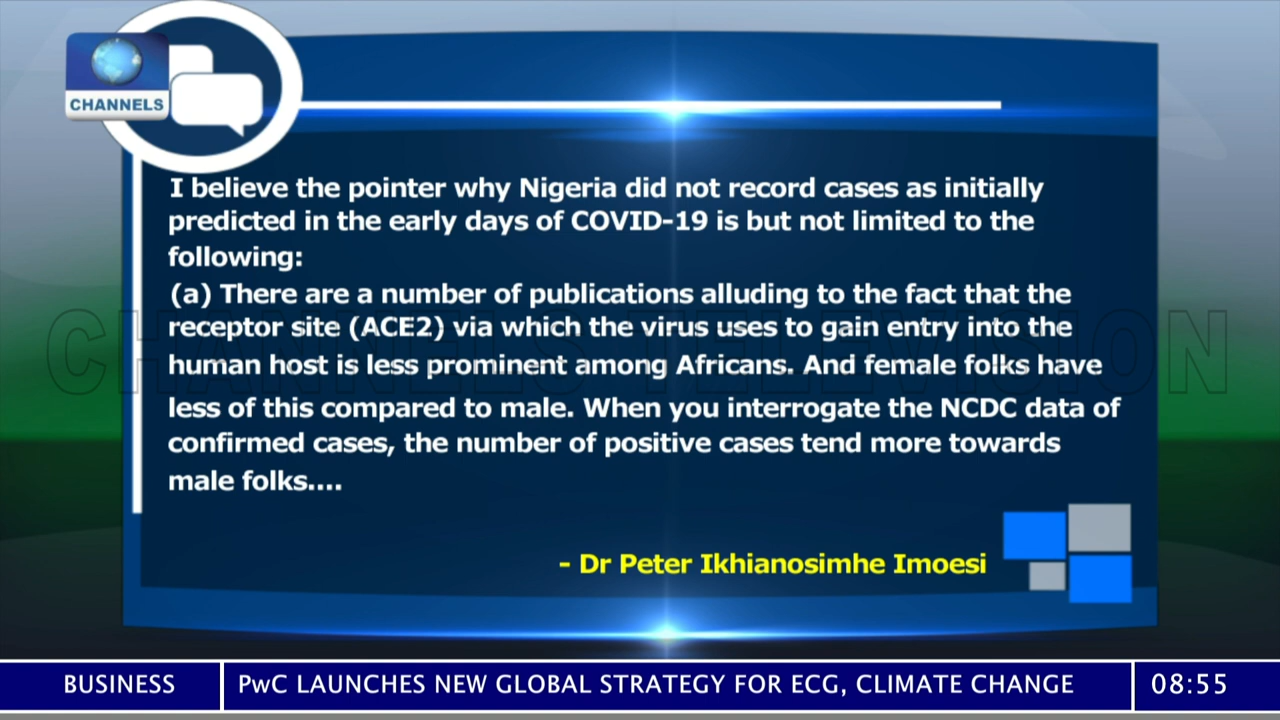 CHANNELS
I believe the pointer why Nigeria did not record cases as initially
predicted in the early days of COVID-19 is but not limited to the
following:
(a) There are a number of publications alluding to the fact that the
receptor site (ACE2) via which the virus uses to gain entry into the
human host is less prominent among Africans. And female folks have
less of this compared to male. When you interrogate the NCDC data of
confirmed cases, the number of positive cases tend more towards
male folks....
- Dr Peter Ikhianosimhe Imoesi
CHANNELS TELEVISION
BUSINESS
PwC LAUNCHES NEW GLOBAL STRATEGY FOR ECG, CLIMATE CHANGE
08:55